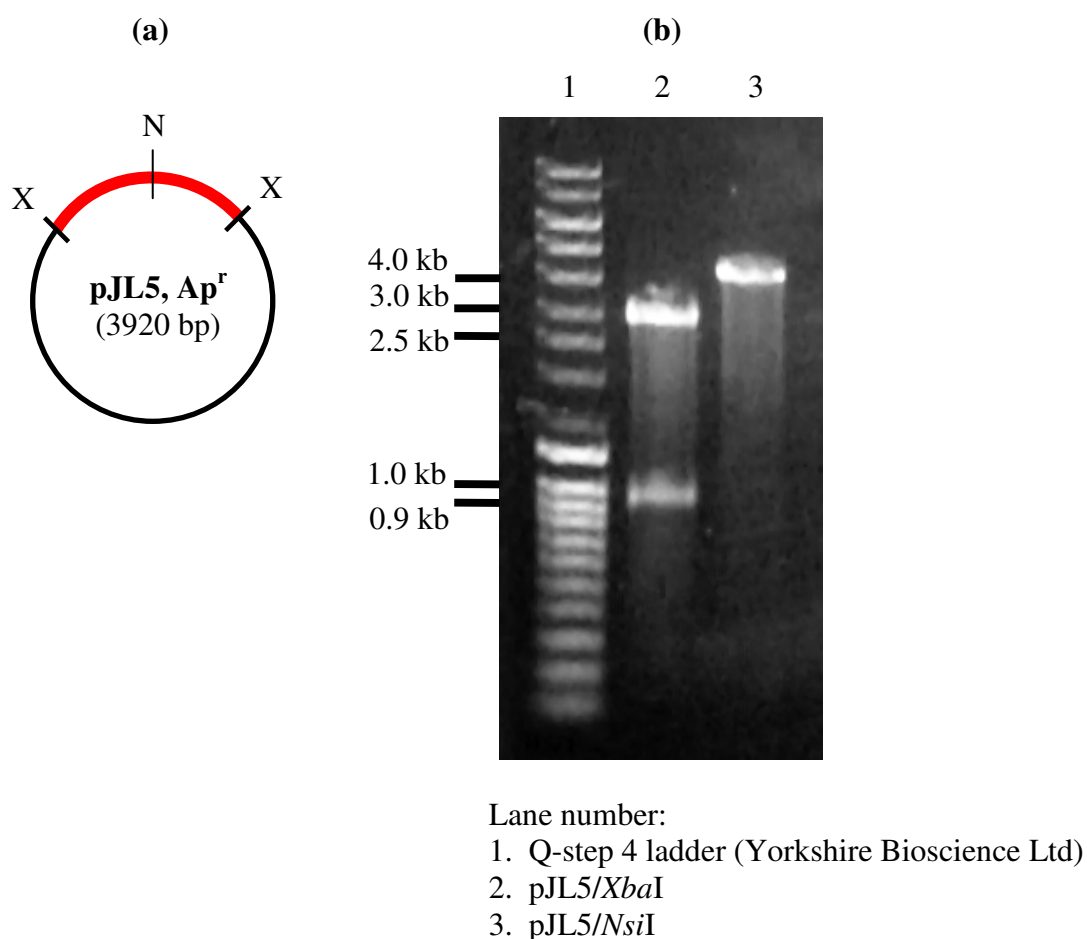 (a)
N
X
X
pJL5, Apʳ
(3920 bp)
(b)
1 2 3
4.0 kb
3.0 kb
2.5 kb
1.0 kb
0.9 kb
Lane number:
1. Q-step 4 ladder (Yorkshire Bioscience Ltd)
2. pJL5/XbaI
3. pJL5/NsiI